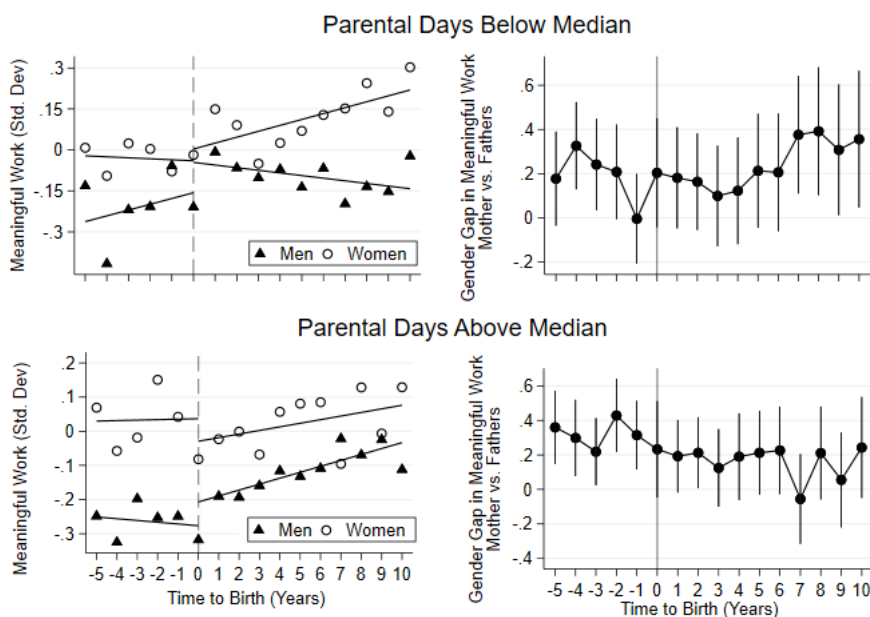 Parental Days Below Median
Meaningful Work (Std. Dev)
.3
.15
0
-.15
-.3
Men Women
Gender Gap in Meaningful Work
Mother vs. Fathers
.6
.4
.2
0
-.2
Parental Days Above Median
Meaningful Work (Std. Dev)
.2
.1
0
-.1
-.2
-.3
Men Women
-5 -4 -3 -2 -1 0 1 2 3 4 5 6 7 8 9 10
Time to Birth (Years)
Gender Gap in Meaningful Work
Mother vs. Fathers
.6
.4
.2
0
-.2
-.4
-5 -4 -3 -2 -1 0 1 2 3 4 5 6 7 8 9 10
Time to Birth (Years)